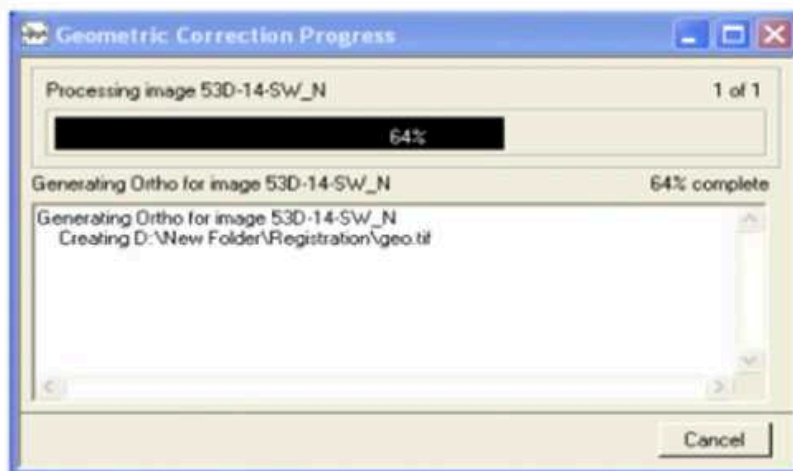 Geometric Correction Progress
Processing image 53D-14-SW_N 1 of 1
64%
Generating Ortho for image 53D-14-SW_N 64% complete
Generating Ortho for image 53D-14-SW_N
Creating D:\New Folder\Registration\geo.tif
Cancel